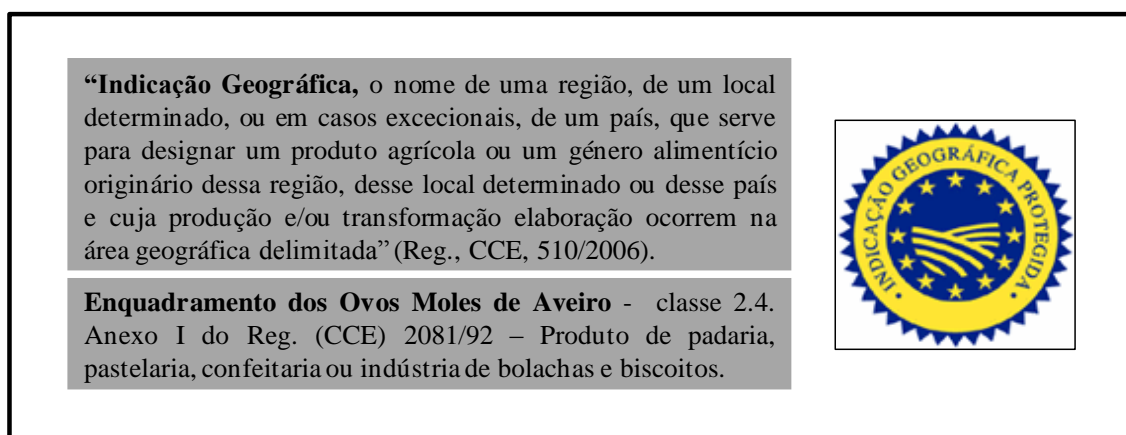 “Indicação Geográfica, o nome de uma região, de um local
determinado, ou em casos excecionais, de um país, que serve
para designar um produto agrícola ou um género alimentício
originário dessa região, desse local determinado ou desse país
e cuja produção e/ou transformação elaboração ocorrem na
área geográfica delimitada” (Reg., CCE, 510/2006).
Enquadramento dos Ovos Moles de Aveiro - classe 2.4.
Anexo I do Reg. (CCE) 2081/92 – Produto de padaria,
pastelaria, confeitaria ou indústria de bolachas e biscoitos.
• INDICAÇÃO GEOGRÁFICA PROTEGIDA •